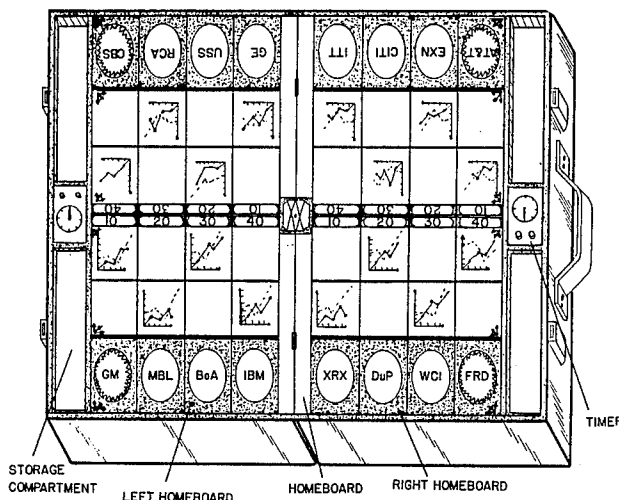 CBS RCA USS GE ITT CITI EXX AT&T
40 30 20 10 40 30 20 10
10 20 30 40 10 20 30 40
GM MBL BoA IBM XRX DuP WCI FRD
TIMER
STORAGE
COMPARTMENT
LEFT HOMEBOARD
HOMEBOARD
RIGHT HOMEBOARD